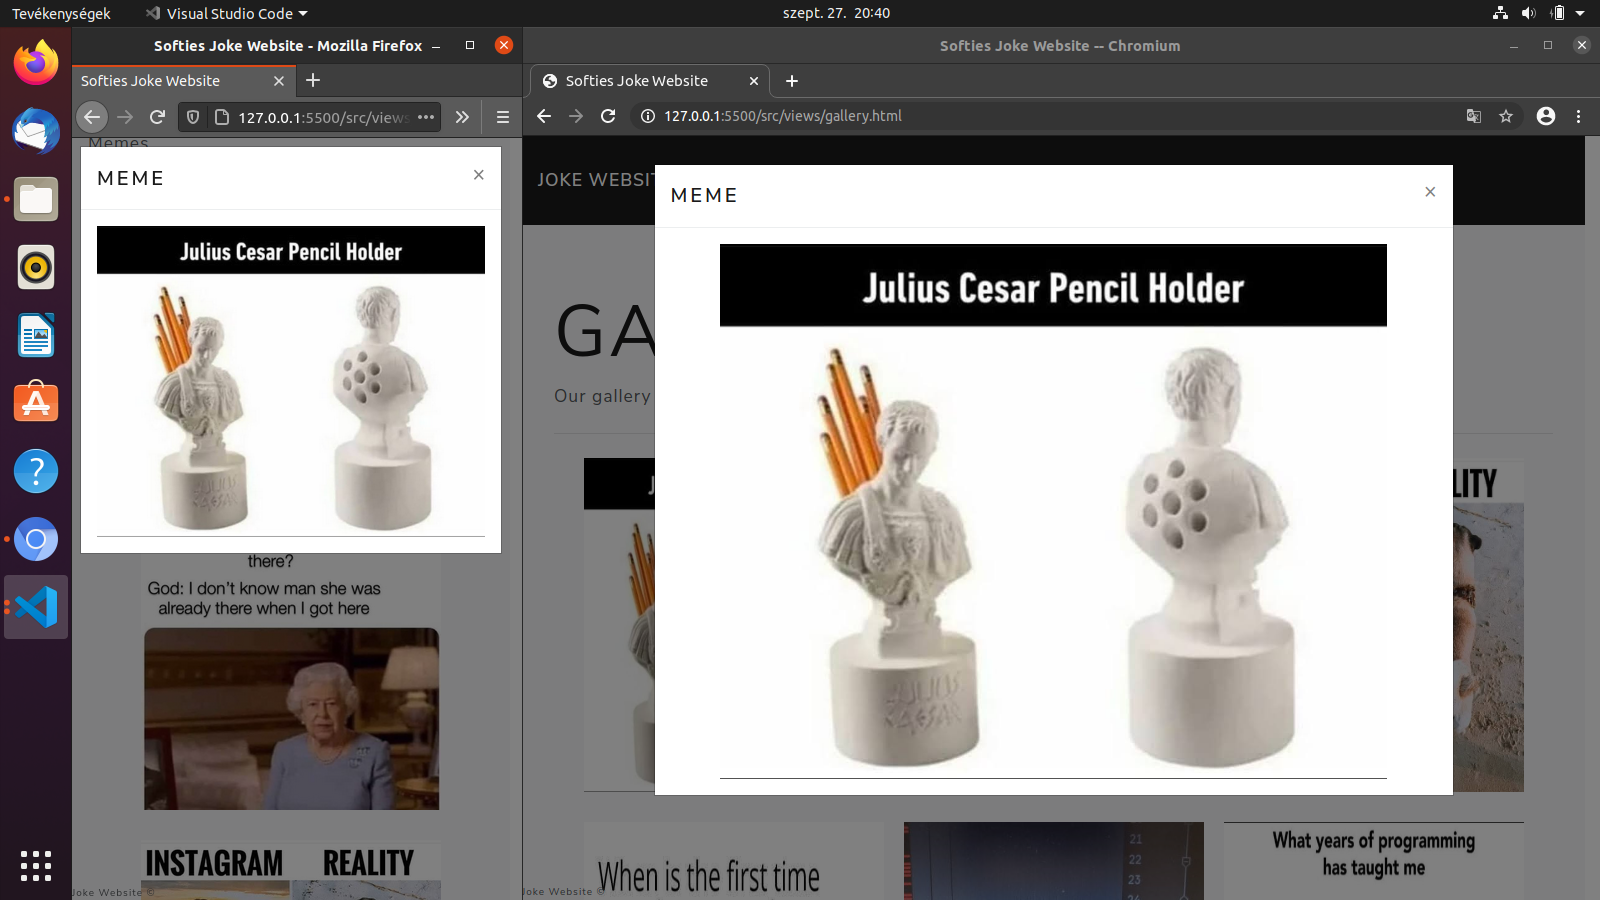 Tevékenységek
Visual Studio Code
szept. 27. 20:40
Softies Joke Website - Mozilla Firefox
Softies Joke Website
127.0.0.1:5500/src/views
Memes
MEME
×
Julius Cesar Pencil Holder
JULIUS
CAESAR
there?
God: I don't know man she was
already there when I got here
INSTAGRAM REALITY
Joke Website ©
Softies Joke Website -- Chromium
Softies Joke Website
127.0.0.1:5500/src/views/gallery.html
JOKE WEBSIT
GA
Our gallery
MEME
×
Julius Cesar Pencil Holder
JULIUS
CAESAR
J
LITY
When is the first time
21
22
23
24
What years of programming
has taught me
Joke Website ©